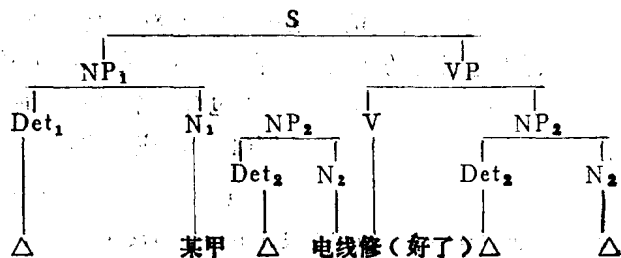 S
NP₁ VP
Det₁ N₁ NP₂ V NP₂
Det₂ N₂ Det₂ N₂
△ 某甲 △ 电线修（好了）△ △